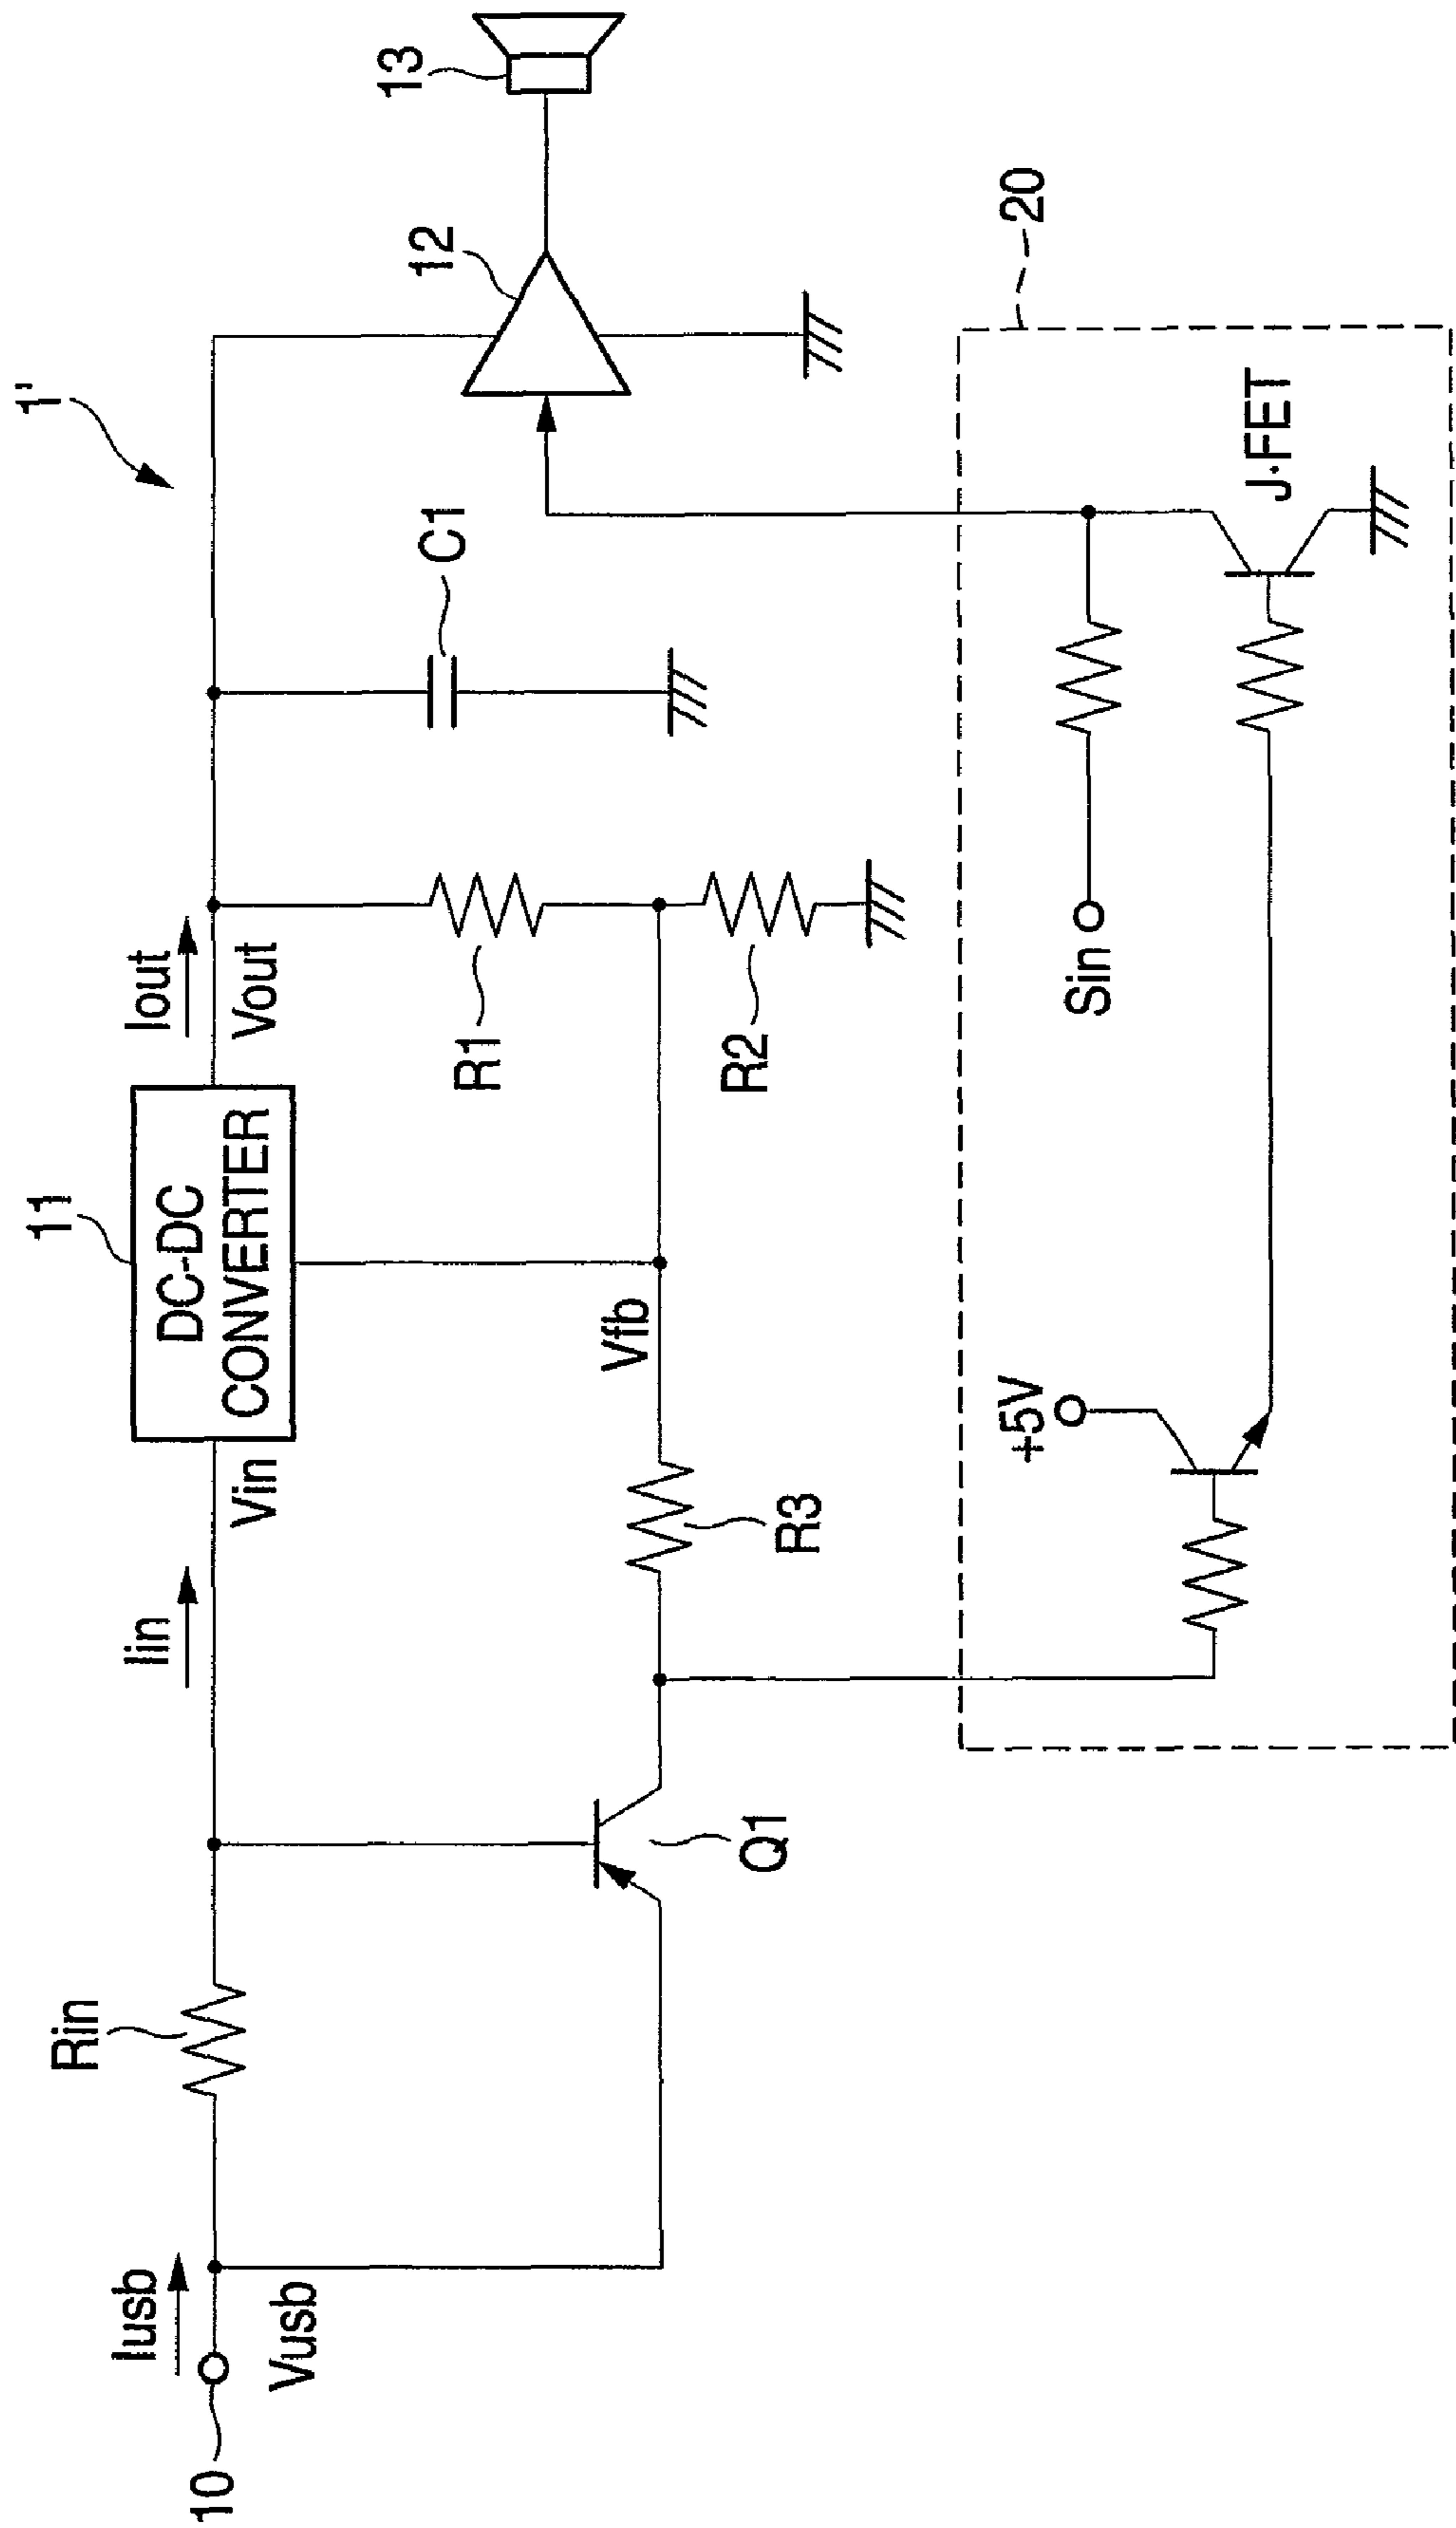 1'
10
Iusb
Vusb
Rin
Iin
Vin
11
DC-DC
CONVERTER
Iout
Vout
C1
12
13
R1
R2
Vfb
R3
Q1
20
+5V
Sin
J·FET